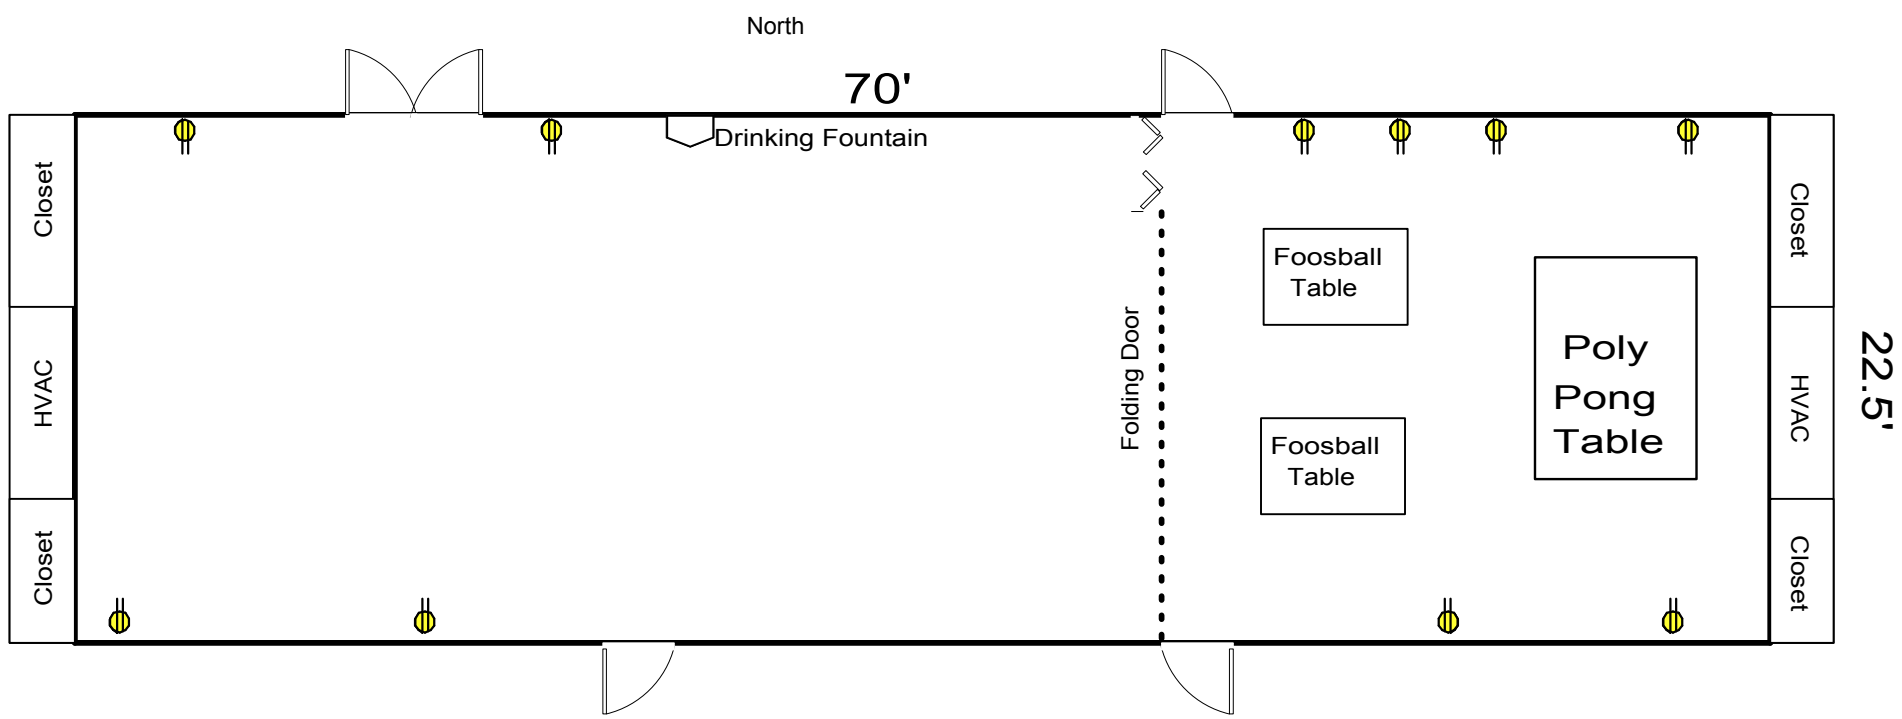 North
70'
Drinking Fountain
Closet
HVAC
Closet
Folding Door
Foosball
Table
Foosball
Table
Poly
Pong
Table
Closet
HVAC
Closet
22.5'